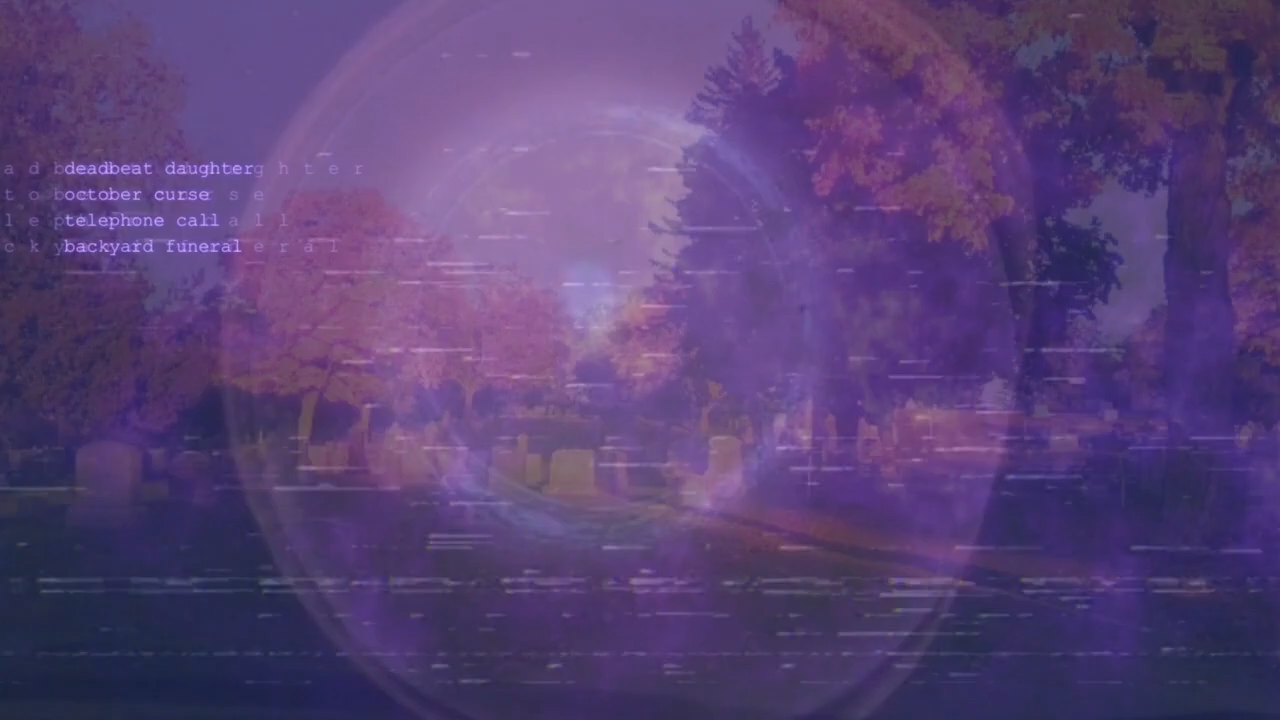 deadbeat daughter
october curse
telephone call
backyard funeral